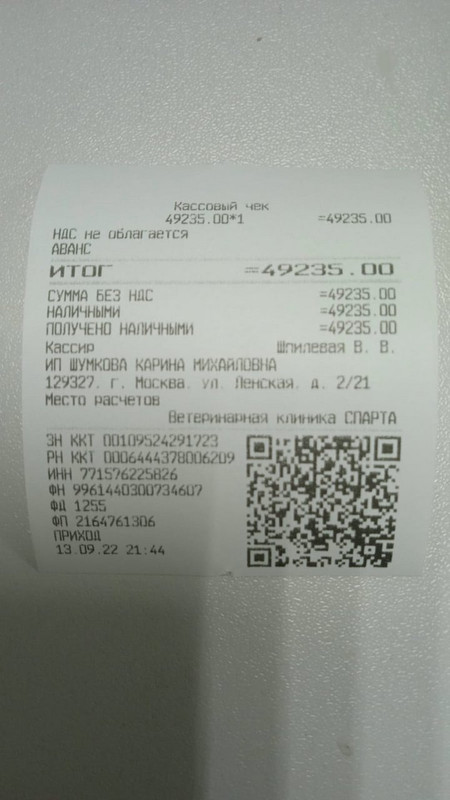 Кассовый чек
49235.00*1 =49235.00
НДС не облагается
АВАНС
ИТОГ =49235.00
СУММА БЕЗ НДС =49235.00
НАЛИЧНЫМИ =49235.00
ПОЛУЧЕНО НАЛИЧНЫМИ =49235.00
Кассир Шпилевая В. В.
ИП ШУМКОВА КАРИНА МИХАЙЛОВНА
129327, г. Москва, ул. Ленская, д. 2/21
Место расчетов
Ветеринарная клиника СПАРТА
ЗН ККТ 00109524291723
РН ККТ 0006444378006209
ИНН 771576225826
ФН 9961440300734607
ФД 1255
ФП 2164761306
ПРИХОД
13.09.22 21:44